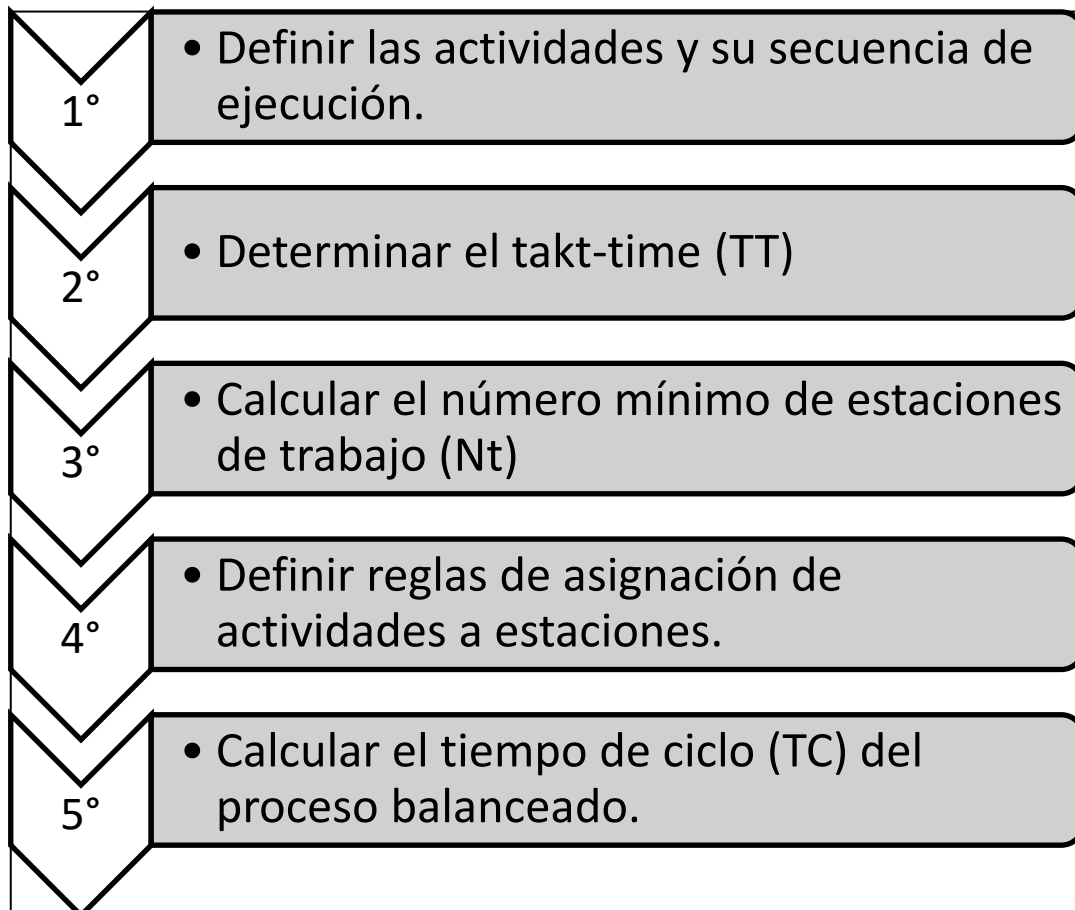 1°
• Definir las actividades y su secuencia de
ejecución.
2°
• Determinar el takt-time (TT)
3°
• Calcular el número mínimo de estaciones
de trabajo (Nt)
4°
• Definir reglas de asignación de
actividades a estaciones.
5°
• Calcular el tiempo de ciclo (TC) del
proceso balanceado.